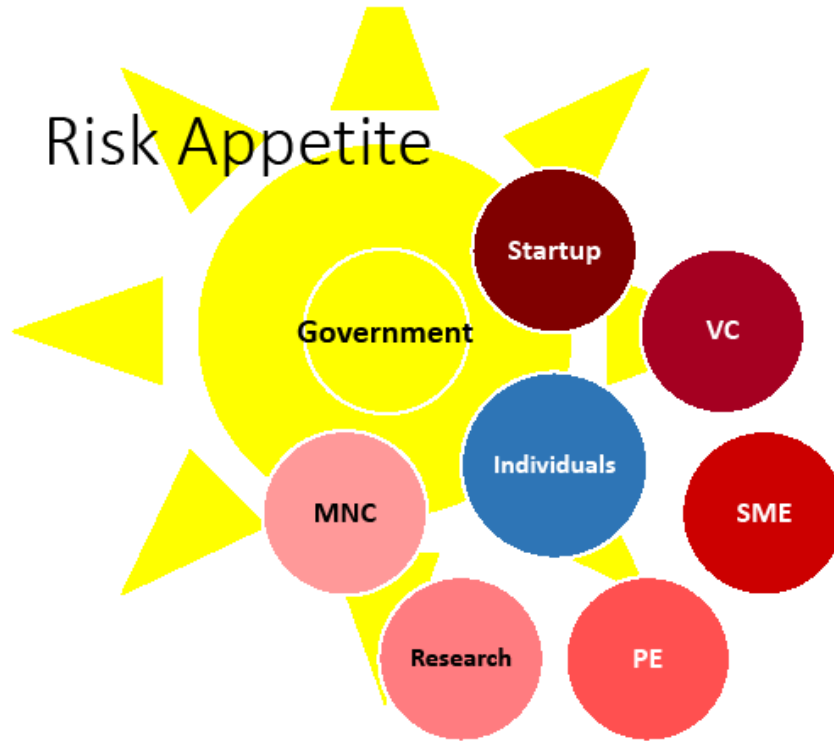 Risk Appetite
Startup
Government
VC
Individuals
MNC
SME
Research
PE